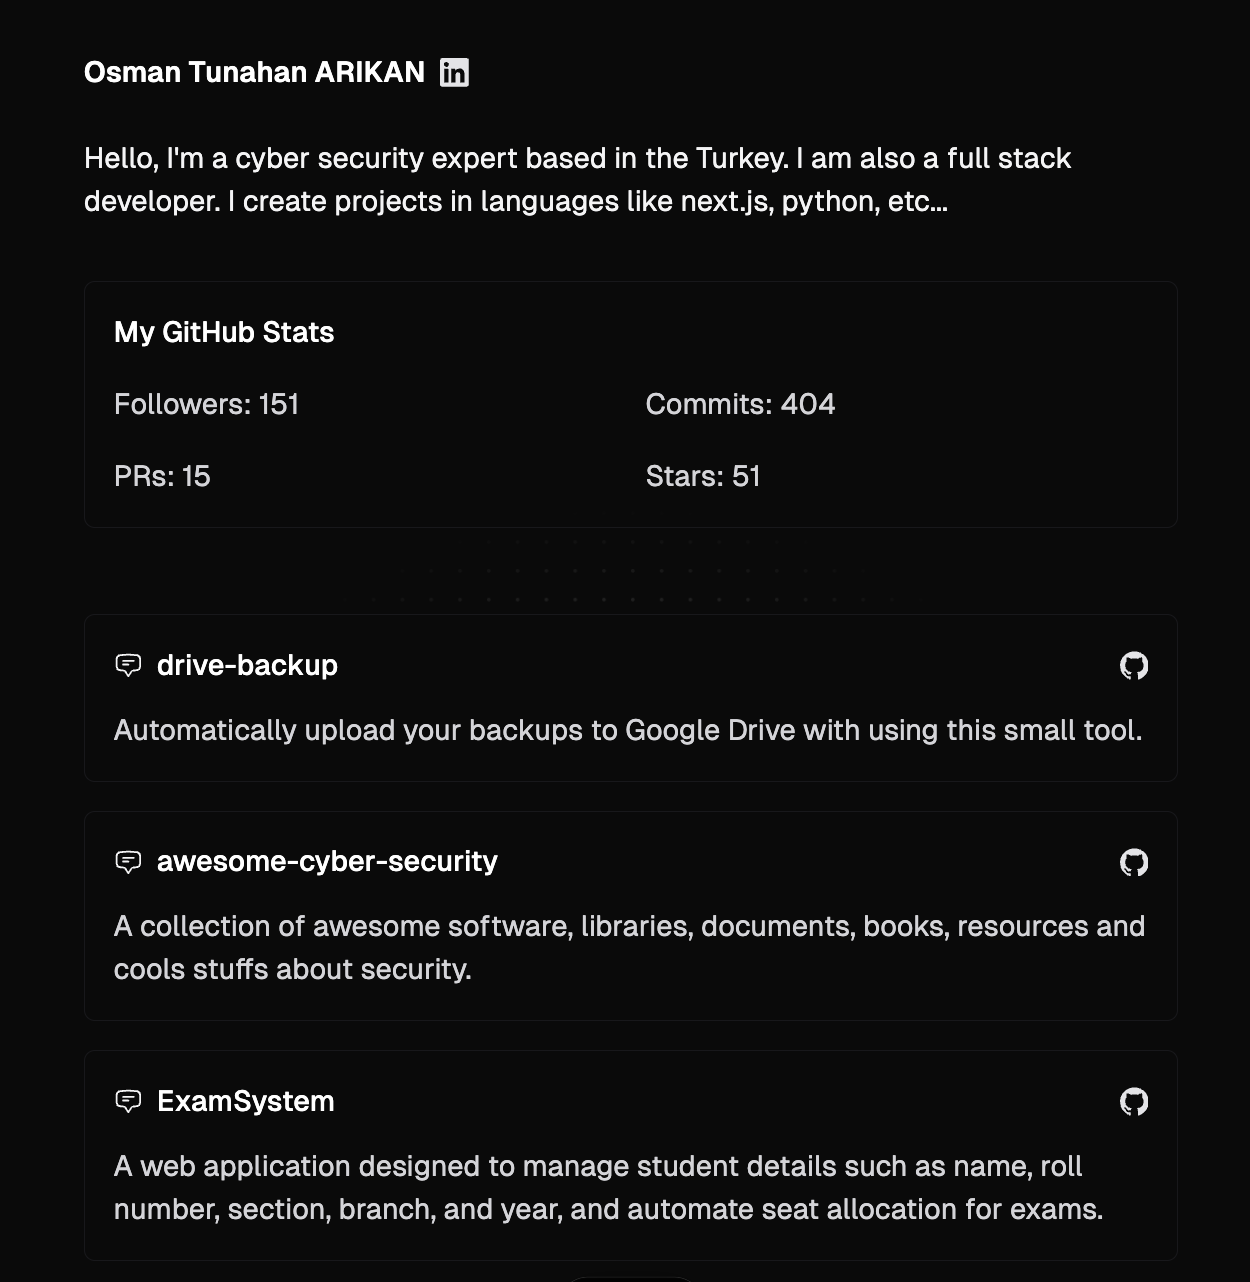 Osman Tunahan ARIKAN in
Hello, I'm a cyber security expert based in the Turkey. I am also a full stack
developer. I create projects in languages like next.js, python, etc...
My GitHub Stats
Followers: 151 Commits: 404
PRs: 15 Stars: 51
drive-backup
Automatically upload your backups to Google Drive with using this small tool.
awesome-cyber-security
A collection of awesome software, libraries, documents, books, resources and
cools stuffs about security.
ExamSystem
A web application designed to manage student details such as name, roll
number, section, branch, and year, and automate seat allocation for exams.